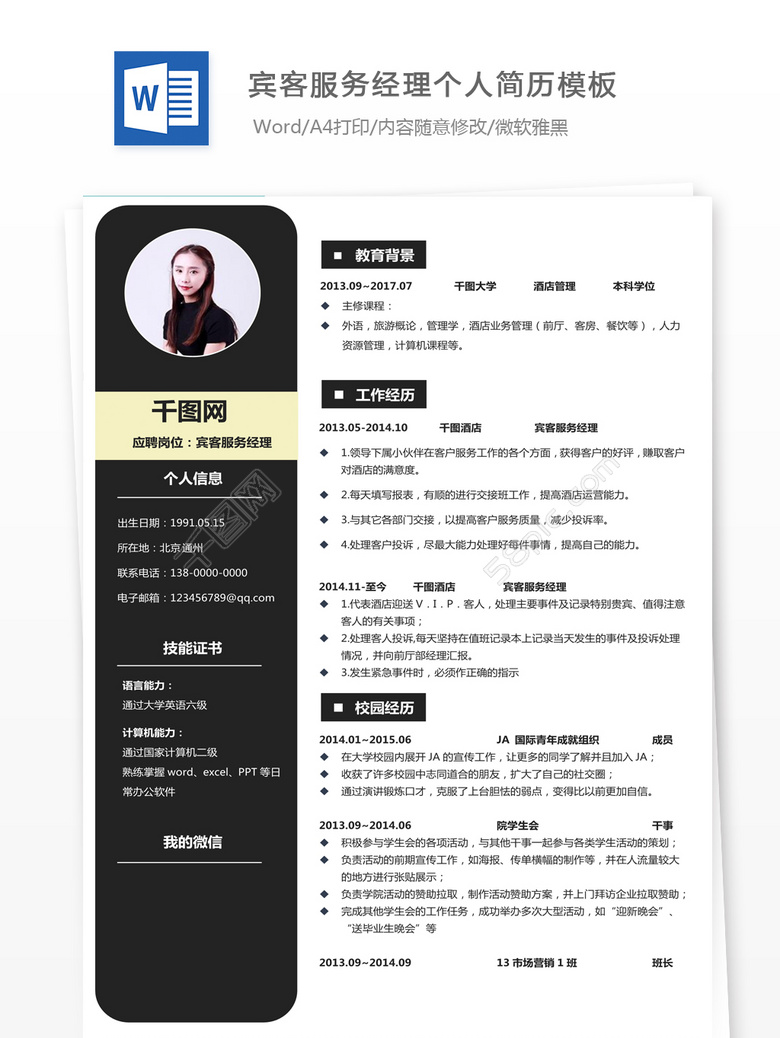 W
宾客服务经理个人简历模板
Word/A4打印/内容随意修改/微软雅黑
千图网
应聘岗位：宾客服务经理
个人信息
出生日期：1991.05.15
所在地：北京通州
联系电话：138-0000-0000
电子邮箱：123456789@qq.com
技能证书
语言能力：
通过大学英语六级
计算机能力：
通过国家计算机二级
熟练掌握 word、excel、PPT 等日
常办公软件
我的微信
教育背景
2013.09~2017.07 千图大学 酒店管理 本科学位
主修课程：
外语，旅游概论，管理学，酒店业务管理（前厅、客房、餐饮等），人力
资源管理，计算机课程等。
工作经历
2013.05-2014.10 千图酒店 宾客服务经理
1.领导下属小伙伴在客户服务工作的各个方面，获得客户的好评，赚取客户
对酒店的满意度。
2.每天填写报表，有顺的进行交接班工作，提高酒店运营能力。
3.与其它各部门交接，以提高客户服务质量，减少投诉率。
4.处理客户投诉，尽最大能力处理好每件事情，提高自己的能力。
2014.11-至今 千图酒店 宾客服务经理
1.代表酒店迎送 V．I．P．客人，处理主要事件及记录特别贵宾、值得注意
客人的有关事项；
2.处理客人投诉,每天坚持在值班记录本上记录当天发生的事件及投诉处理
情况，并向前厅部经理汇报。
3.发生紧急事件时，必须作正确的指示
校园经历
2014.01~2015.06 JA 国际青年成就组织 成员
在大学校园内展开 JA 的宣传工作，让更多的同学了解并且加入 JA；
收获了许多校园中志同道合的朋友，扩大了自己的社交圈；
通过演讲锻炼口才，克服了上台胆怯的弱点，变得比以前更加自信。
2013.09~2014.06 院学生会 干事
积极参与学生会的各项活动，与其他干事一起参与各类学生活动的策划；
负责活动的前期宣传工作，如海报、传单横幅的制作等，并在人流量较大
的地方进行张贴展示；
负责学院活动的赞助拉取，制作活动赞助方案，并上门拜访企业拉取赞助；
完成其他学生会的工作任务，成功举办多次大型活动，如“迎新晚会”、
“送毕业生晚会”等
2013.09~2014.09 13 市场营销 1 班 班长
千图网
58pic.com